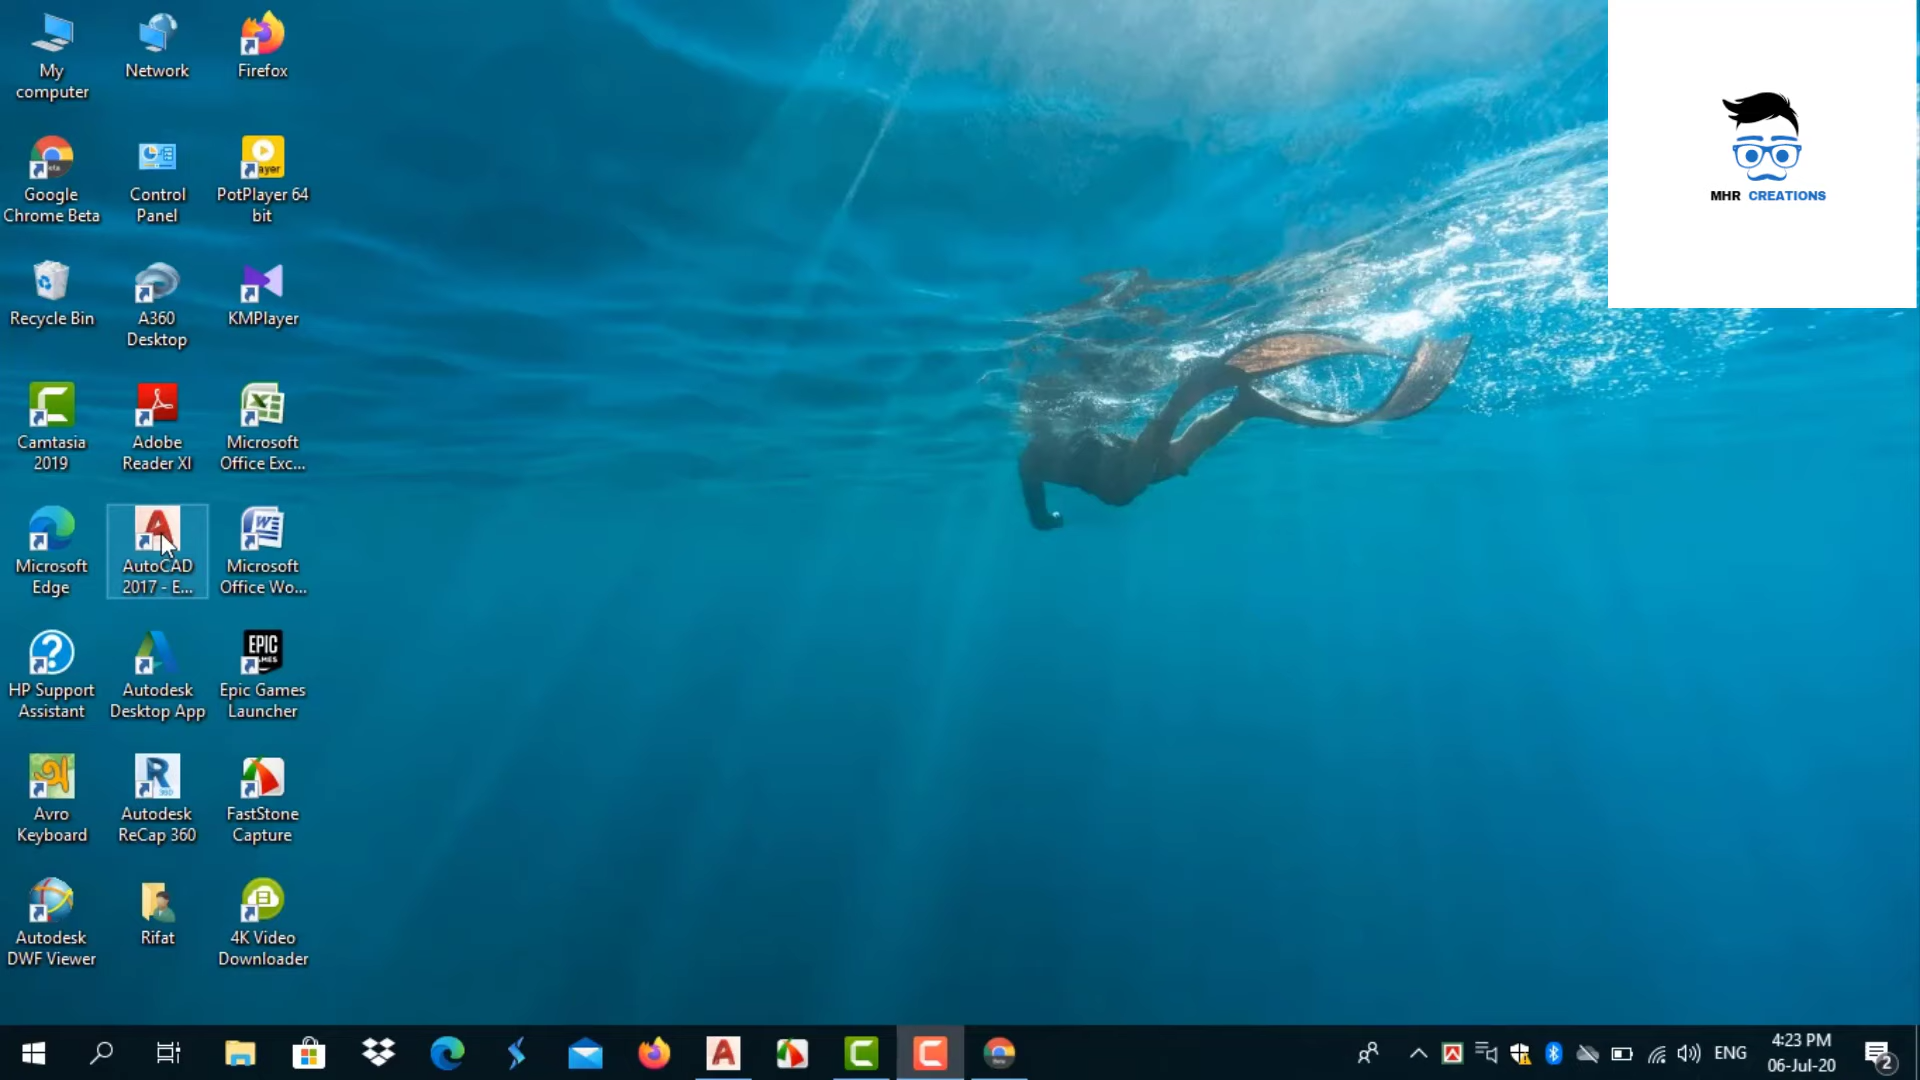 My
computer
Network
Firefox
MHR CREATIONS
Google
Chrome Beta
Control
Panel
PotPlayer 64
bit
Recycle Bin
A360
Desktop
KMPlayer
Camtasia
2019
Adobe
Reader XI
Microsoft
Office Exc...
Microsoft
Edge
AutoCAD
2017 - E...
Microsoft
Office Wo...
HP Support
Assistant
Autodesk
Desktop App
EPIC
Epic Games
Launcher
Avro
Keyboard
Autodesk
ReCap 360
FastStone
Capture
Autodesk
DWF Viewer
Rifat
4K Video
Downloader
ENG
4:23 PM
06-Jul-20
2